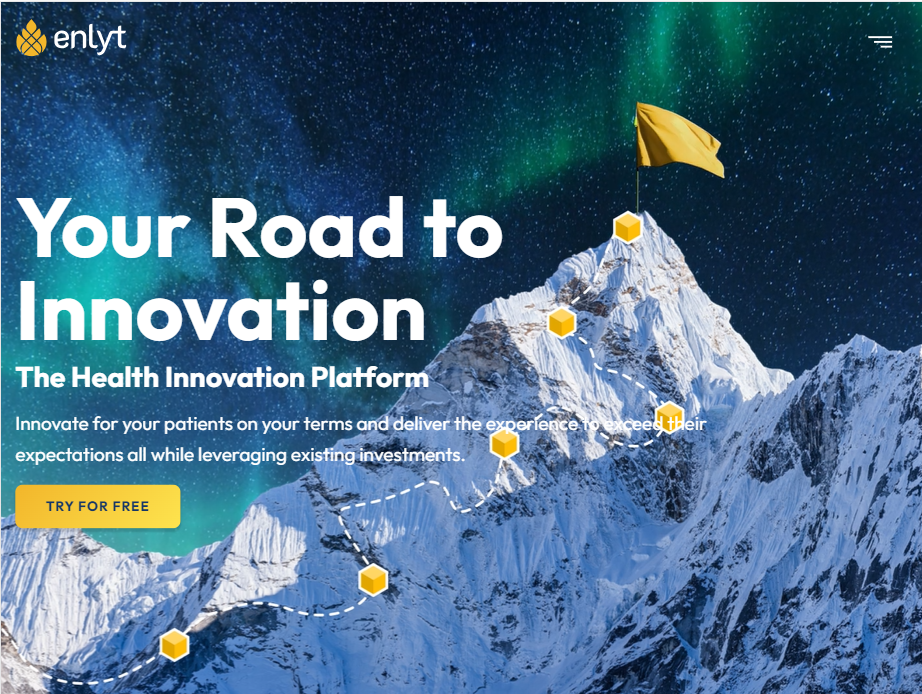 enlyt
Your Road to
Innovation
The Health Innovation Platform
Innovate for your patients on your terms and deliver the experience to exceed their
expectations all while leveraging existing investments.
TRY FOR FREE